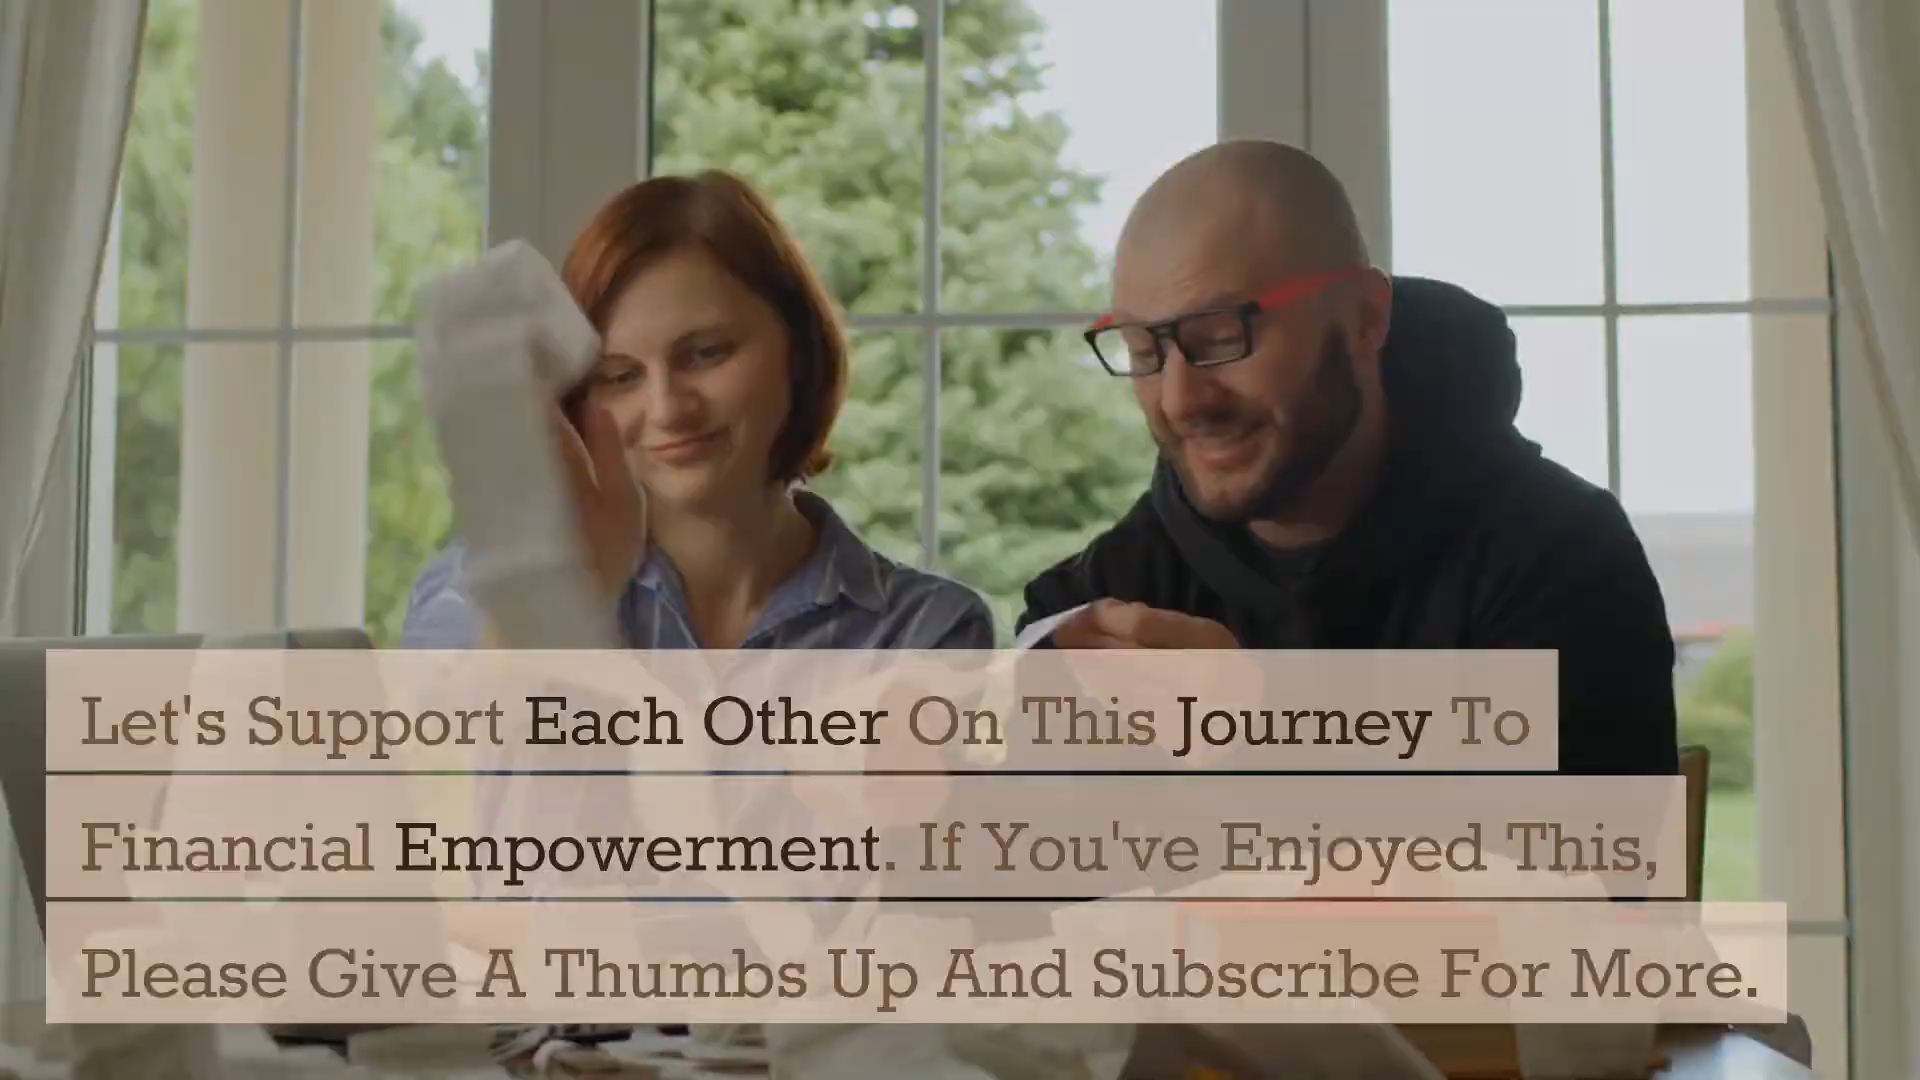 Let's Support Each Other On This Journey To
Financial Empowerment. If You've Enjoyed This,
Please Give A Thumbs Up And Subscribe For More.